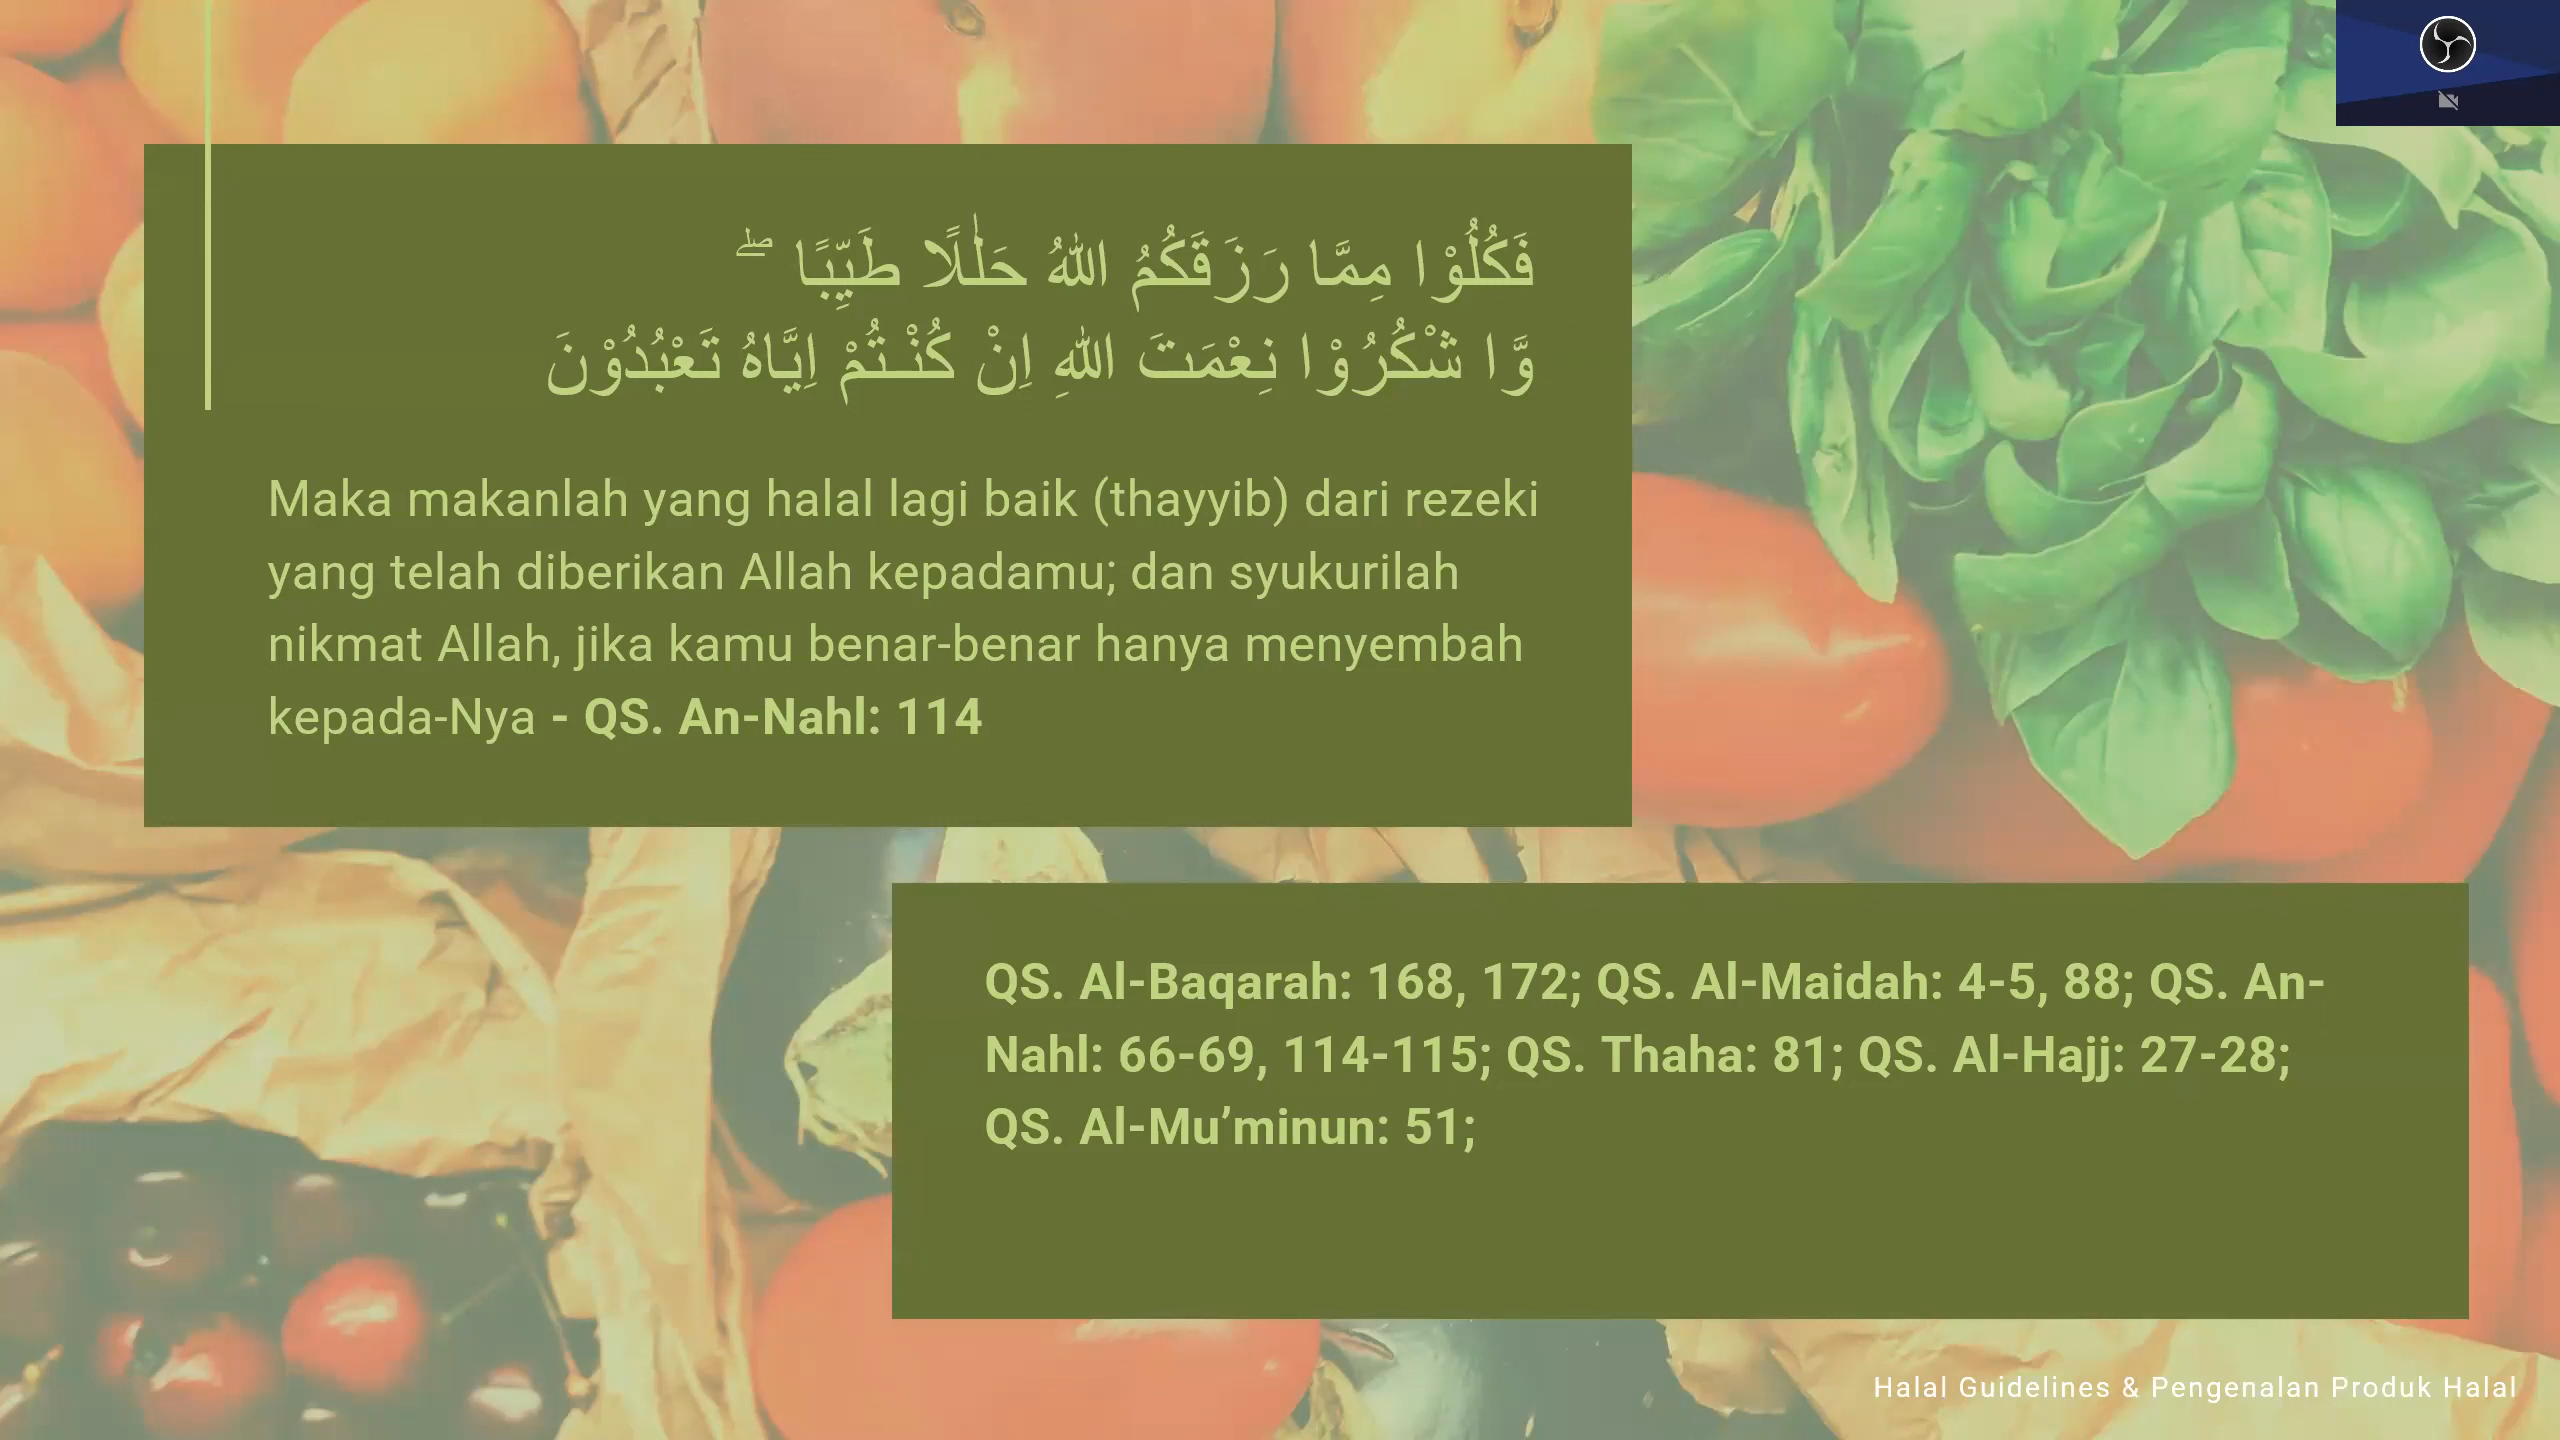 فَكُلُوْا مِمَّا رَزَقَكُمُ اللّٰهُ حَلٰلًا طَيِّبًا ۖ
وَّا شْكُرُوْا نِعْمَتَ اللّٰهِ اِنْ كُنْـتُمْ اِيَّاهُ تَعْبُدُوْنَ
Maka makanlah yang halal lagi baik (thayyib) dari rezeki
yang telah diberikan Allah kepadamu; dan syukurilah
nikmat Allah, jika kamu benar-benar hanya menyembah
kepada-Nya - QS. An-Nahl: 114
QS. Al-Baqarah: 168, 172; QS. Al-Maidah: 4-5, 88; QS. An-
Nahl: 66-69, 114-115; QS. Thaha: 81; QS. Al-Hajj: 27-28;
QS. Al-Mu’minun: 51;
Halal Guidelines & Pengenalan Produk Halal